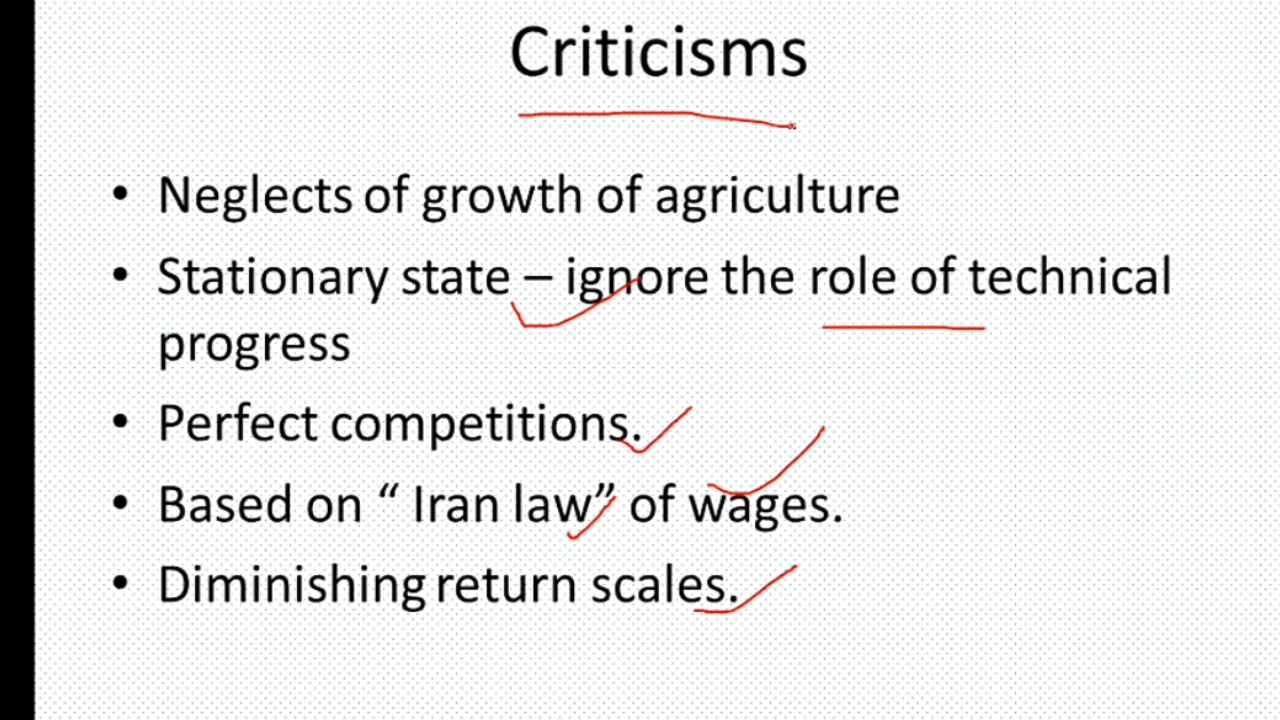 Criticisms
• Neglects of growth of agriculture
• Stationary state – ignore the role of technical
progress
• Perfect competitions.
• Based on “ Iran law” of wages.
• Diminishing return scales.